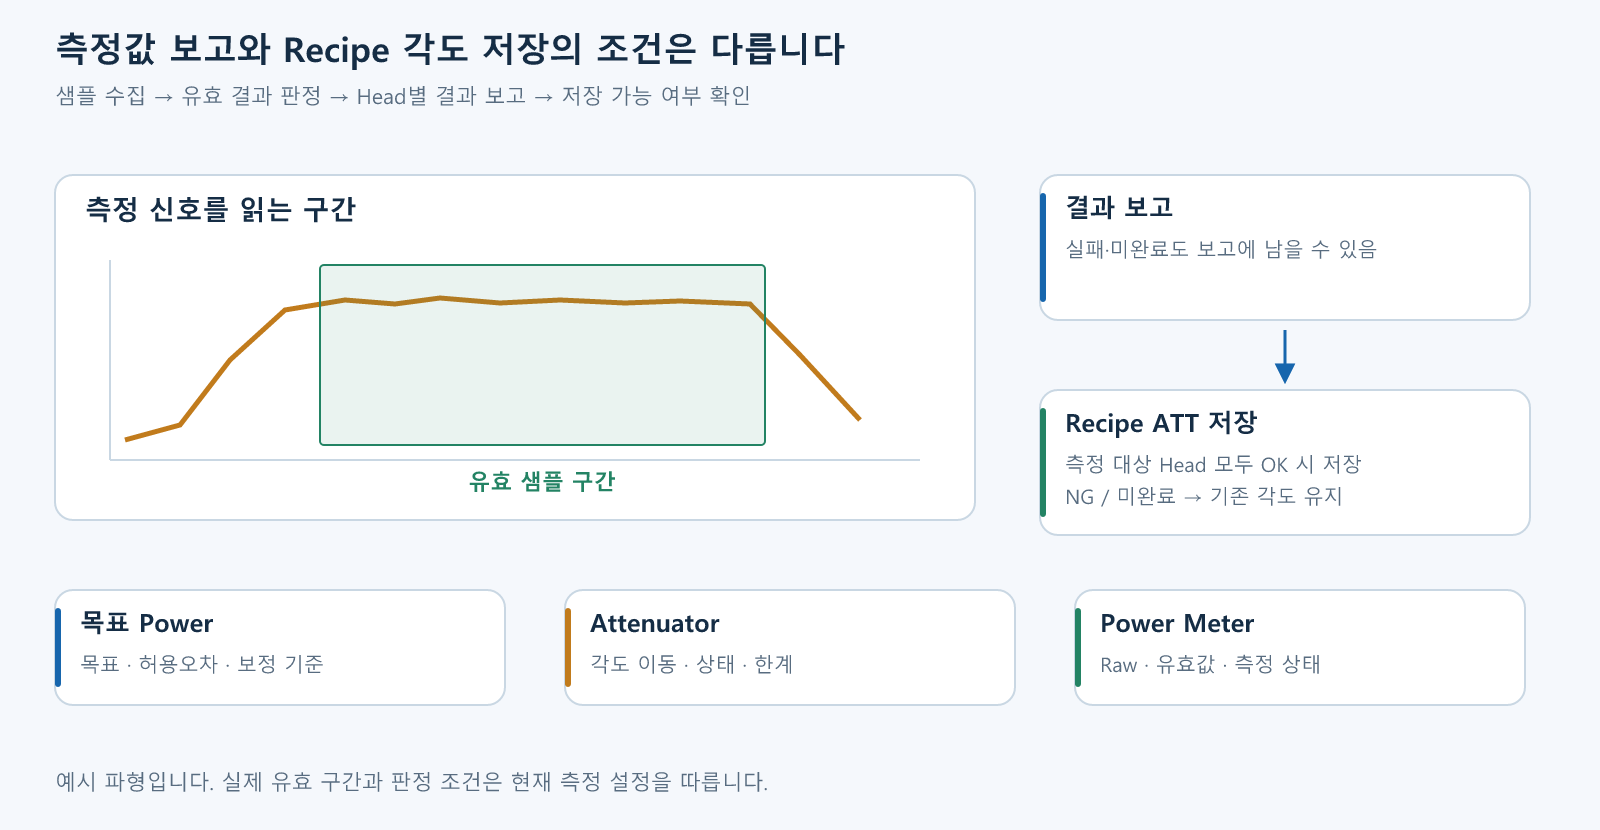 측정값 보고와 Recipe 각도 저장의 조건은 다릅니다
샘플 수집 → 유효 결과 판정 → Head별 결과 보고 → 저장 가능 여부 확인
측정 신호를 읽는 구간
유효 샘플 구간
결과 보고
실패·미완료도 보고에 남을 수 있음
Recipe ATT 저장
측정 대상 Head 모두 OK 시 저장
NG / 미완료 → 기존 각도 유지
목표 Power
목표 · 허용오차 · 보정 기준
Attenuator
각도 이동 · 상태 · 한계
Power Meter
Raw · 유효값 · 측정 상태
예시 파형입니다. 실제 유효 구간과 판정 조건은 현재 측정 설정을 따릅니다.